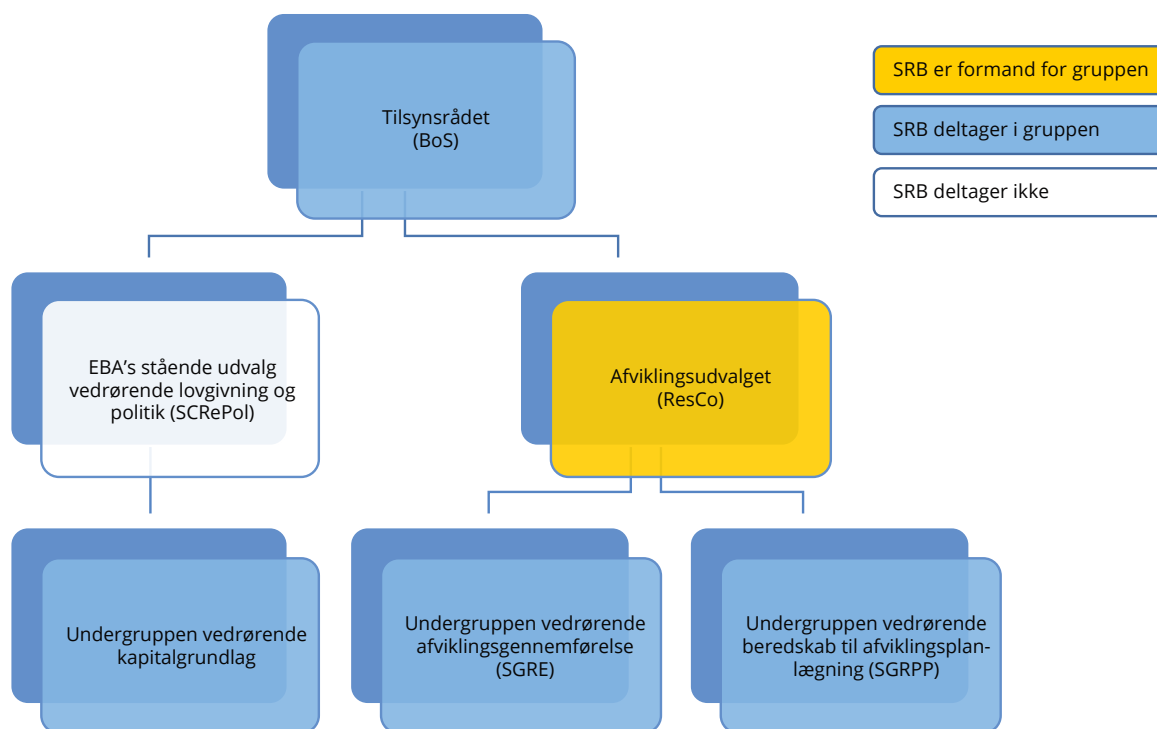 Tilsynsrådet
(BoS)
SRB er formand for gruppen
SRB deltager i gruppen
SRB deltager ikke
EBA’s stående udvalg
vedrørende lovgivning og
politik (SCRePol)
Afviklingsudvalget
(ResCo)
Undergruppen vedrørende
kapitalgrundlag
Undergruppen vedrørende
afviklingsgennemførelse
(SGRE)
Undergruppen vedrørende
beredskab til afviklingsplan-
lægning (SGRPP)